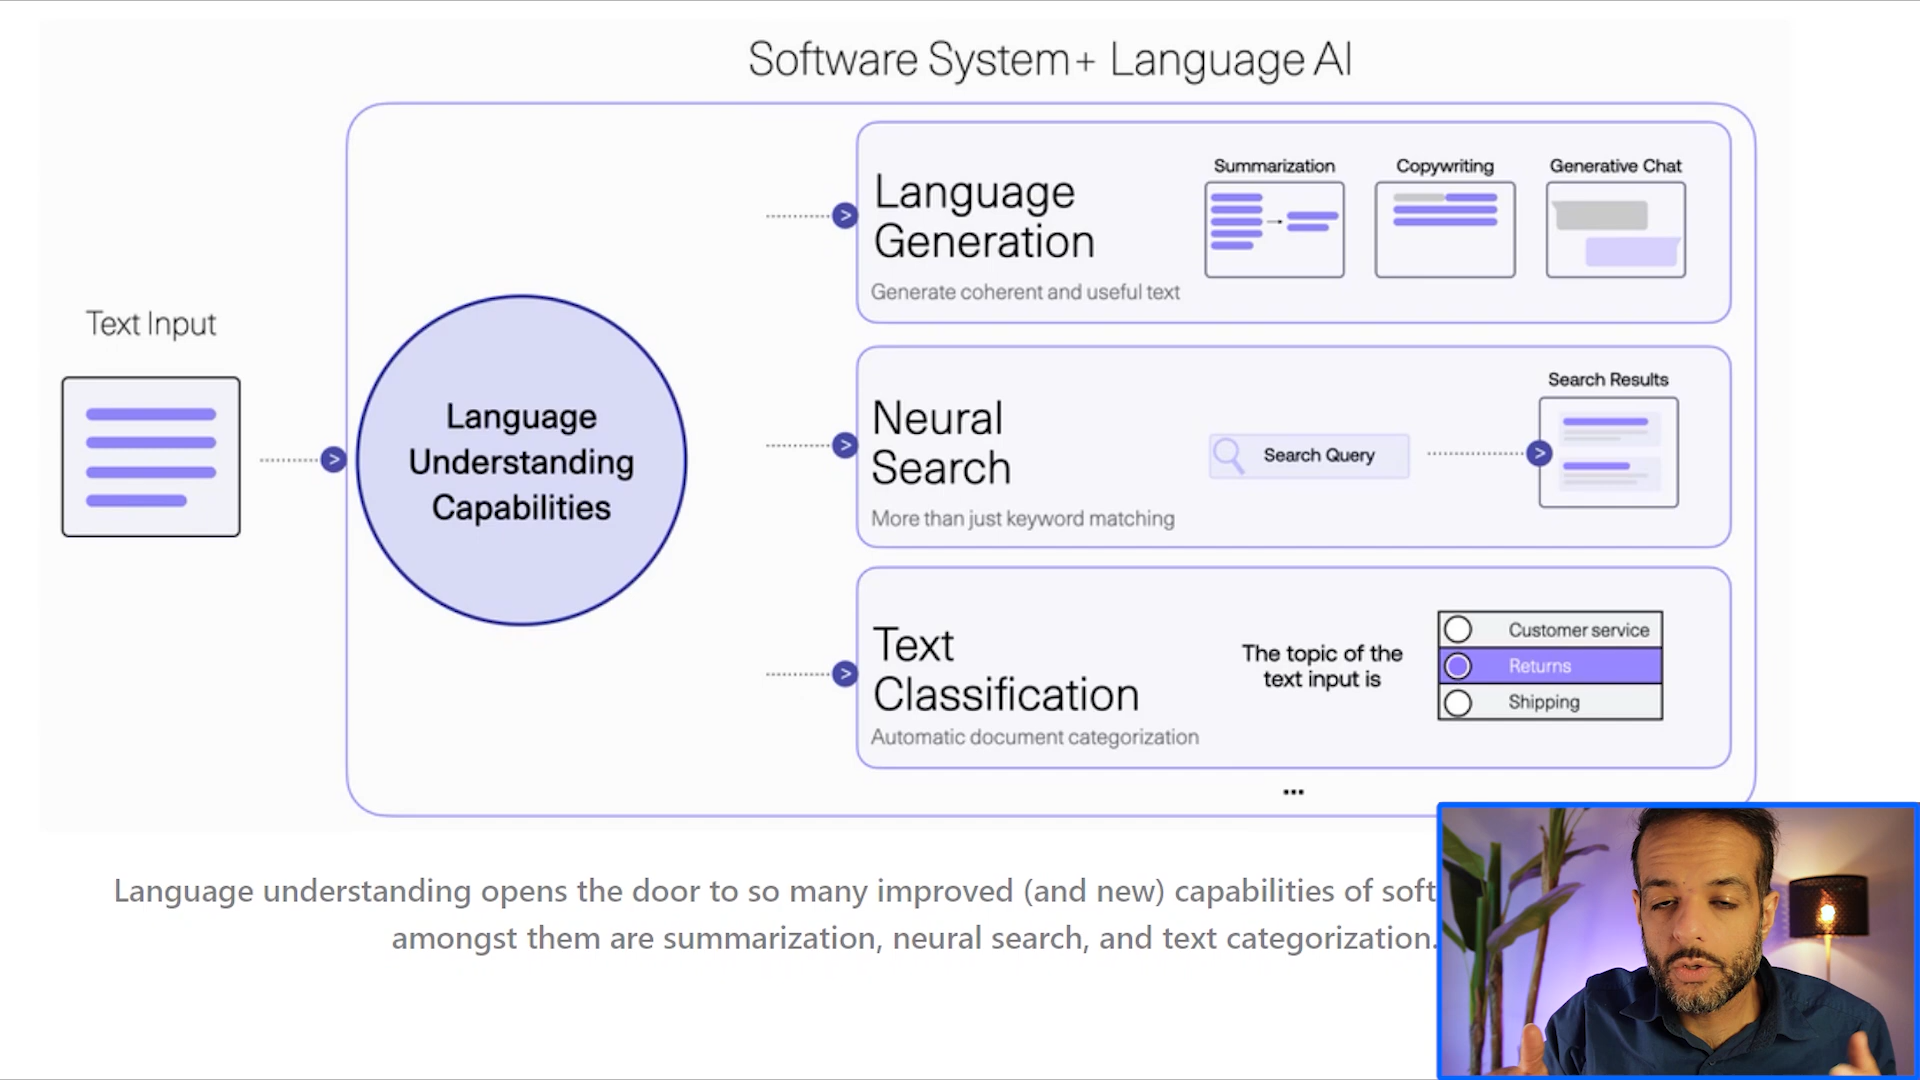 Software System+ Language AI
Text Input
Language
Understanding
Capabilities
Language
Generation
Generate coherent and useful text
Summarization
Copywriting
Generative Chat
Neural
Search
More than just keyword matching
Search Query
Search Results
Text
Classification
Automatic document categorization
The topic of the
text input is
Customer service
Returns
Shipping
...
Language understanding opens the door to so many improved (and new) capabilities of soft
amongst them are summarization, neural search, and text categorization.